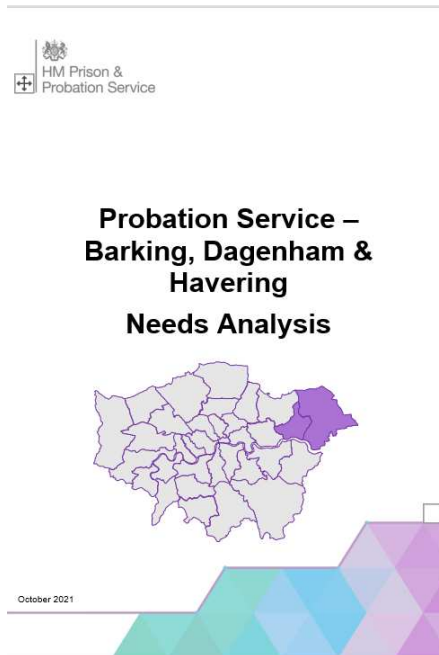 HM Prison &
Probation Service
Probation Service –
Barking, Dagenham &
Havering
Needs Analysis
October 2021